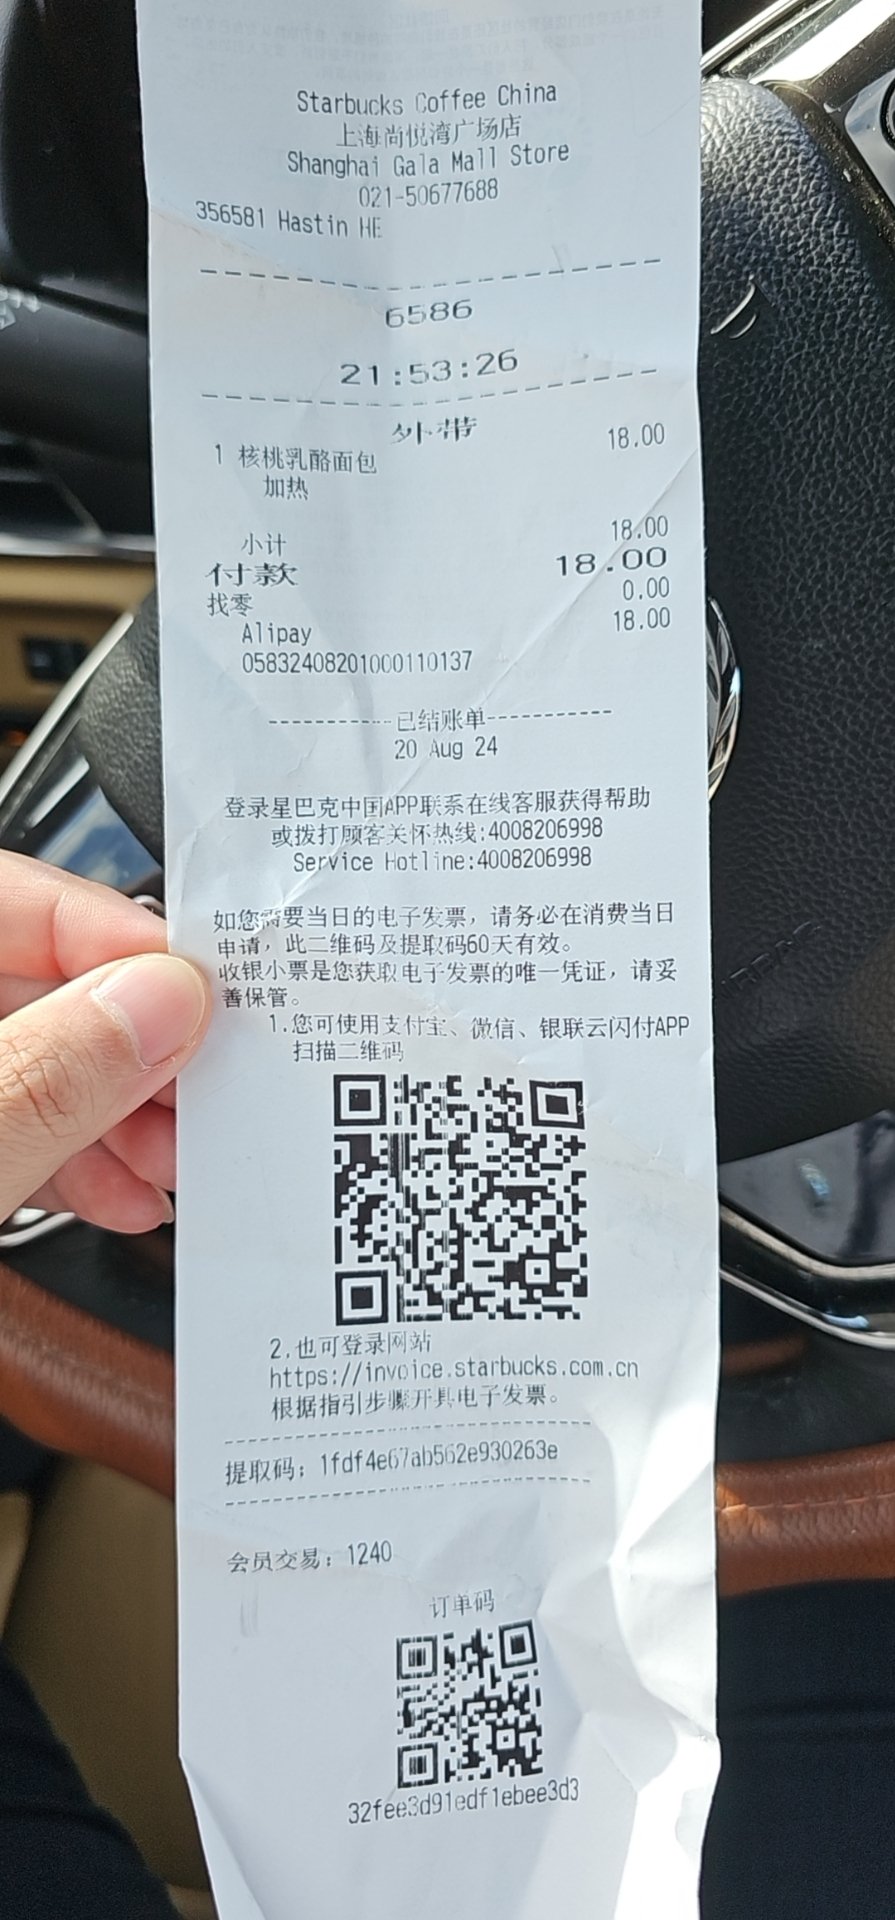 Starbucks Coffee China
上海尚悦湾广场店
Shanghai Gala Mall Store
021-50677688
356581 Hastin HE
6586
21:53:26
外带
1 核桃乳酪面包 18.00
加热
小计 18.00
付款 18.00
找零 0.00
Alipay 18.00
05832408201000110137
------------已结账单------------
20 Aug 24
登录星巴克中国APP联系在线客服获得帮助
或拨打顾客关怀热线:4008206998
Service Hotline:4008206998
如您需要当日的电子发票，请务必在消费当日
申请，此二维码及提取码60天有效。
收银小票是您获取电子发票的唯一凭证，请妥
善保管。
1.您可使用支付宝、微信、银联云闪付APP
扫描二维码
2.也可登录网站
https://invoice.starbucks.com.cn
根据指引步骤开具电子发票。
提取码：1fdf4e67ab562e930263e
会员交易：1240
订单码
32fee3d91edf1ebee3d3